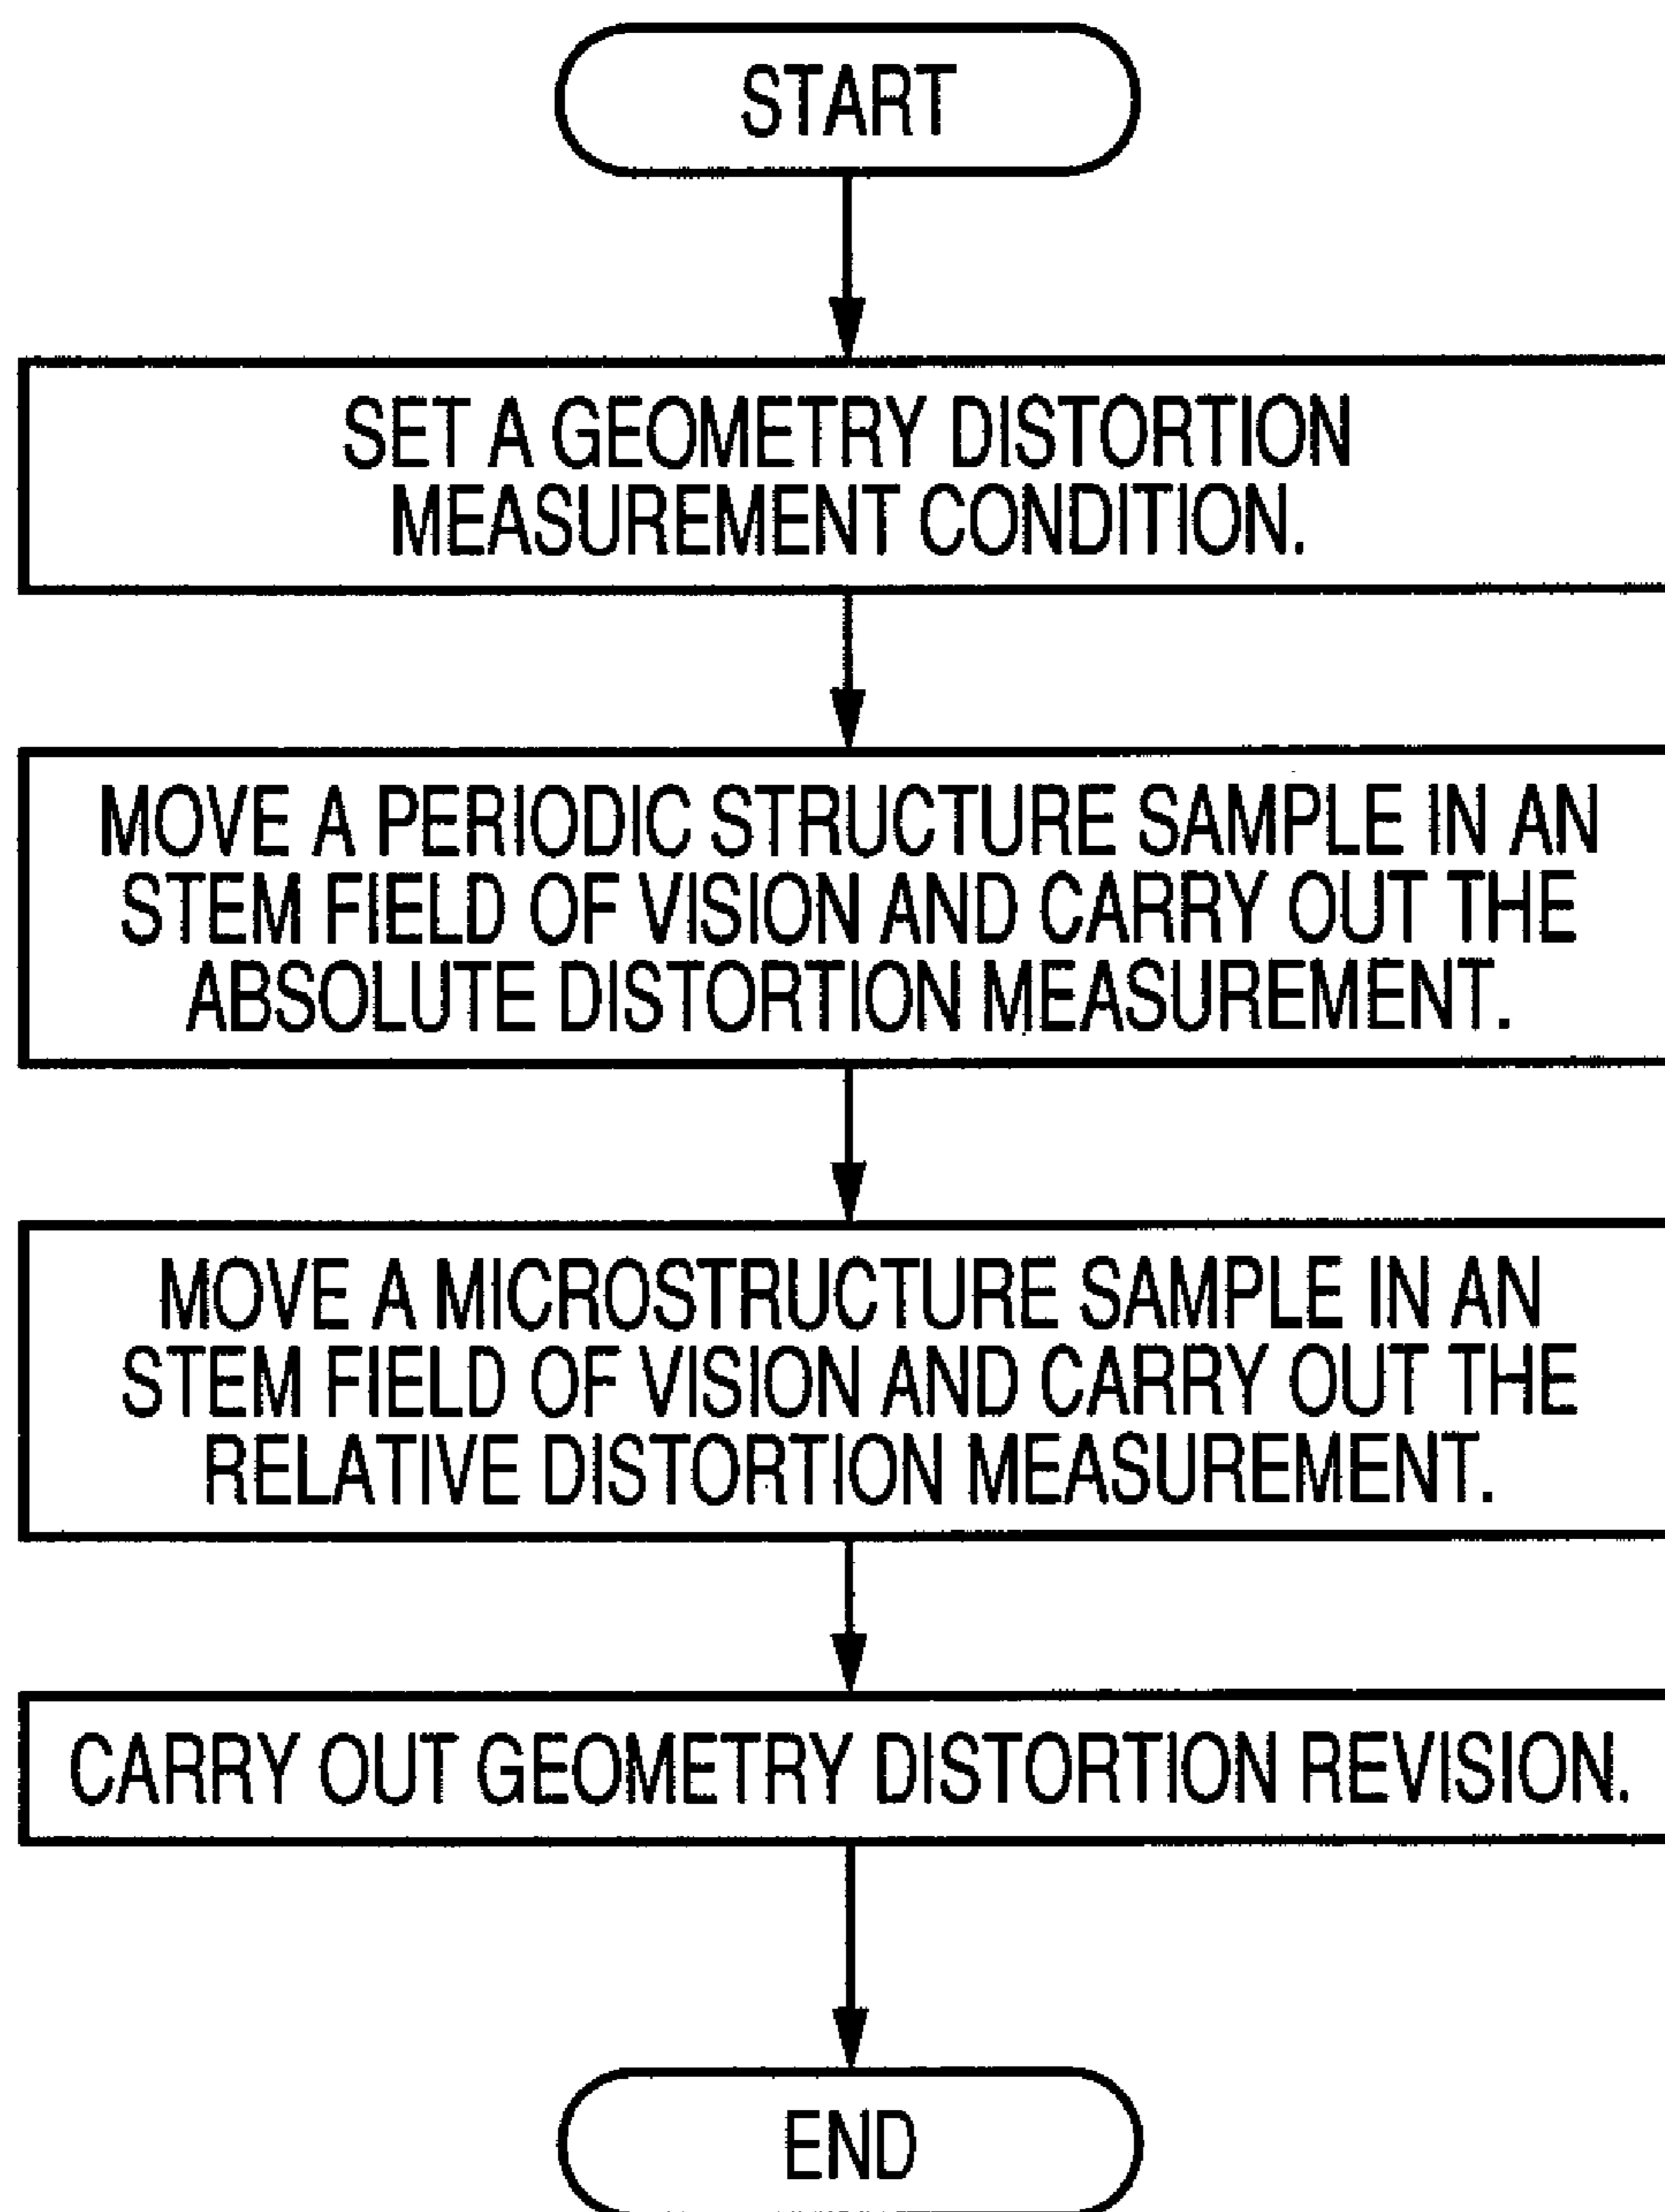 START
SET A GEOMETRY DISTORTION
MEASUREMENT CONDITION.
MOVE A PERIODIC STRUCTURE SAMPLE IN AN
STEM FIELD OF VISION AND CARRY OUT THE
ABSOLUTE DISTORTION MEASUREMENT.
MOVE A MICROSTRUCTURE SAMPLE IN AN
STEM FIELD OF VISION AND CARRY OUT THE
RELATIVE DISTORTION MEASUREMENT.
CARRY OUT GEOMETRY DISTORTION REVISION.
END